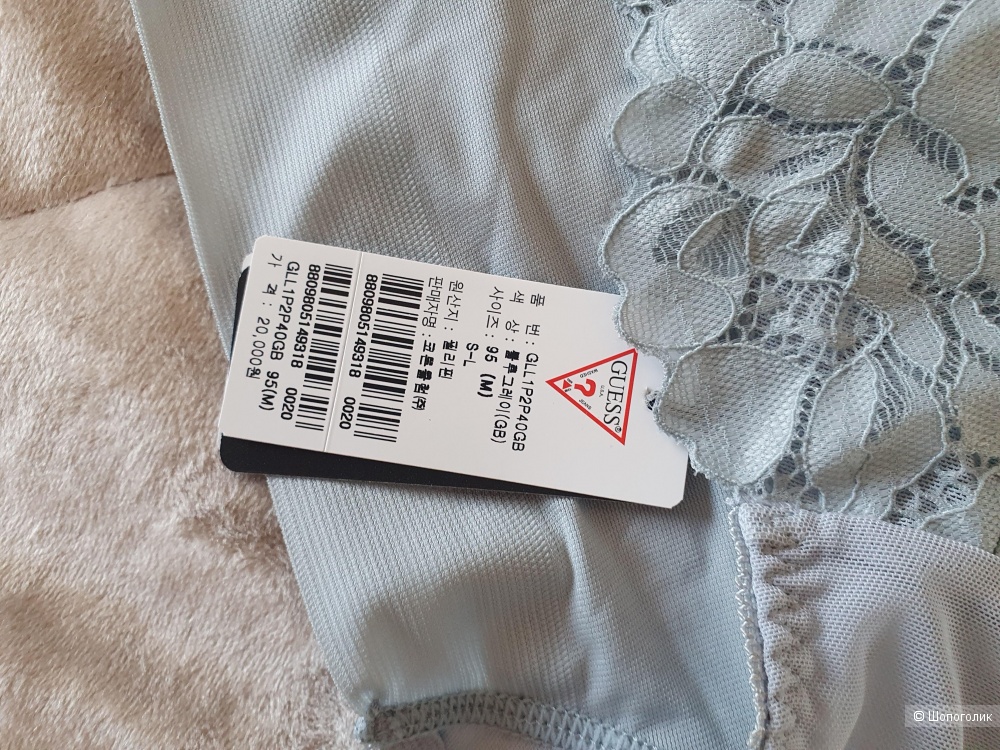 GUESS®
WASHED
U.S.A.
?
품 번 : GLL1P2P40GB
색 상 : 블루그레이(GB)
사이즈 : 95 (M)
S-L
원산지 : 필리핀
판매자명 : 코튼클럽㈜
8809805149318 0020
8809805149318 0020
GLL1P2P40GB 95(M)
가 격 : 20,000원
© Шопоголик